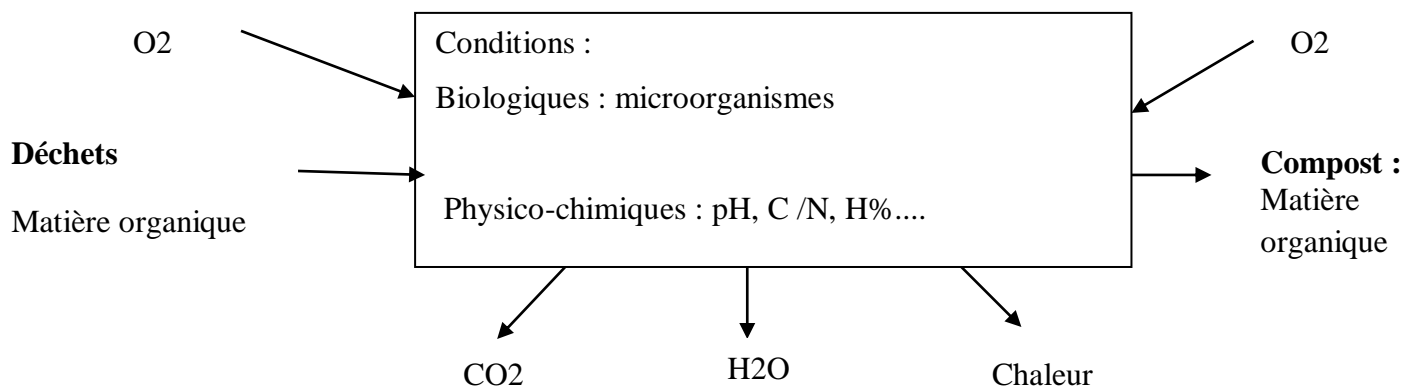 O2
Conditions :
O2
Biologiques : microorganismes
Déchets
Matière organique
Physico-chimiques : pH, C /N, H%....
Compost :
Matière
organique
CO2
H2O
Chaleur